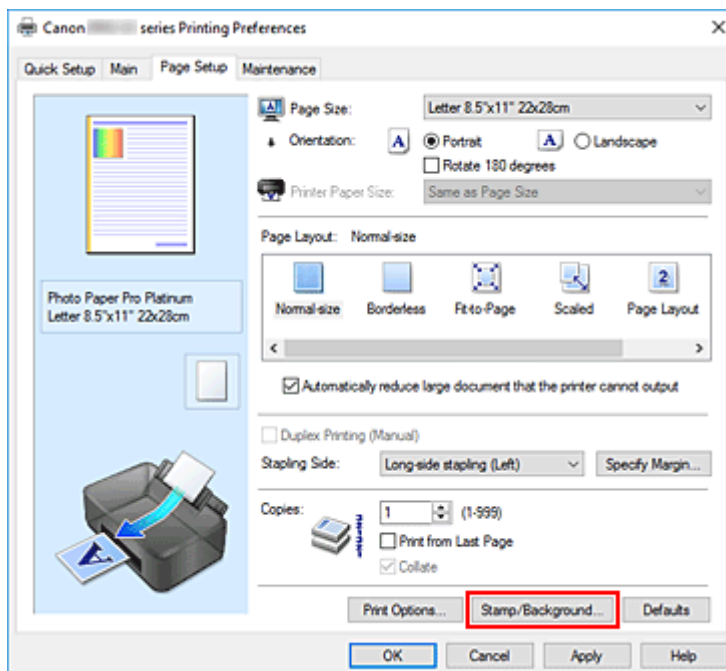 Canon series Printing Preferences
Quick Setup Main Page Setup Maintenance
Page Size: Letter 8.5"x11" 22x28cm
Orientation: A Portrait A Landscape
Rotate 180 degrees
Printer Paper Size: Same as Page Size
Page Layout: Normal-size
2
Normal-size Borderless Fit-to-Page Scaled Page Layout
Photo Paper Pro Platinum
Letter 8.5"x11" 22x28cm
Automatically reduce large document that the printer cannot output
Duplex Printing (Manual)
Stapling Side: Long-side stapling (Left) Specify Margin...
Copies: 1 (1-999)
Print from Last Page
Collate
A
Print Options... Stamp/Background... Defaults
OK Cancel Apply Help